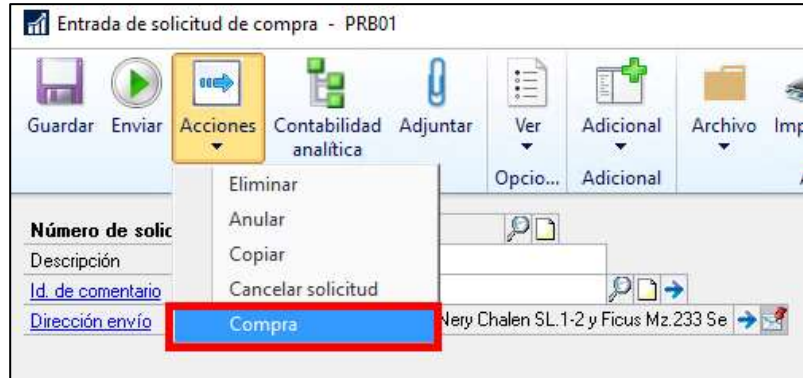 Entrada de solicitud de compra - PRB01
Guardar Enviar Acciones Contabilidad analítica Adjuntar Ver Adicional Archivo
Opcio... Adicional
Eliminar
Anular
Copiar
Cancelar solicitud
Compra
Número de solic
Descripción
Id. de comentario
Dirección envío
Nery Chalen SL.1-2 y Ficus Mz.233 Se